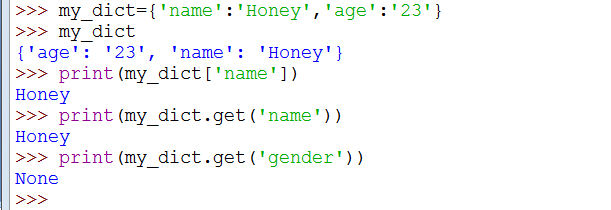 >>> my_dict={'name':'Honey','age':'23'}
>>> my_dict
{'age': '23', 'name': 'Honey'}
>>> print(my_dict['name'])
Honey
>>> print(my_dict.get('name'))
Honey
>>> print(my_dict.get('gender'))
None
>>>